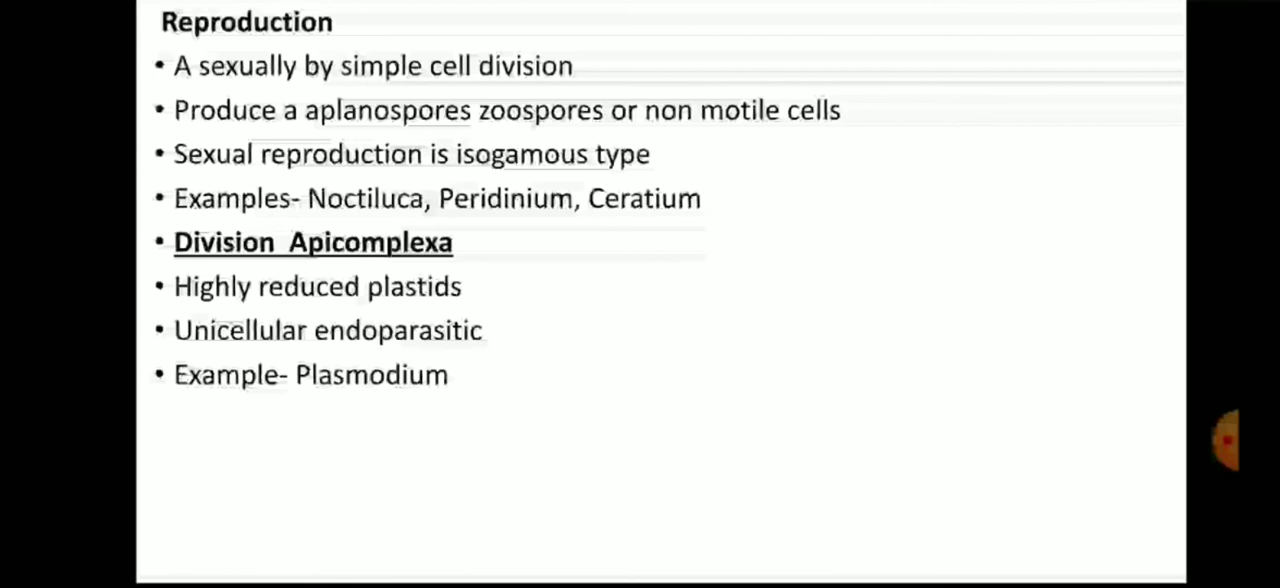 Reproduction
• A sexually by simple cell division
• Produce a aplanospores zoospores or non motile cells
• Sexual reproduction is isogamous type
• Examples- Noctiluca, Peridinium, Ceratium
• Division Apicomplexa
• Highly reduced plastids
• Unicellular endoparasitic
• Example- Plasmodium